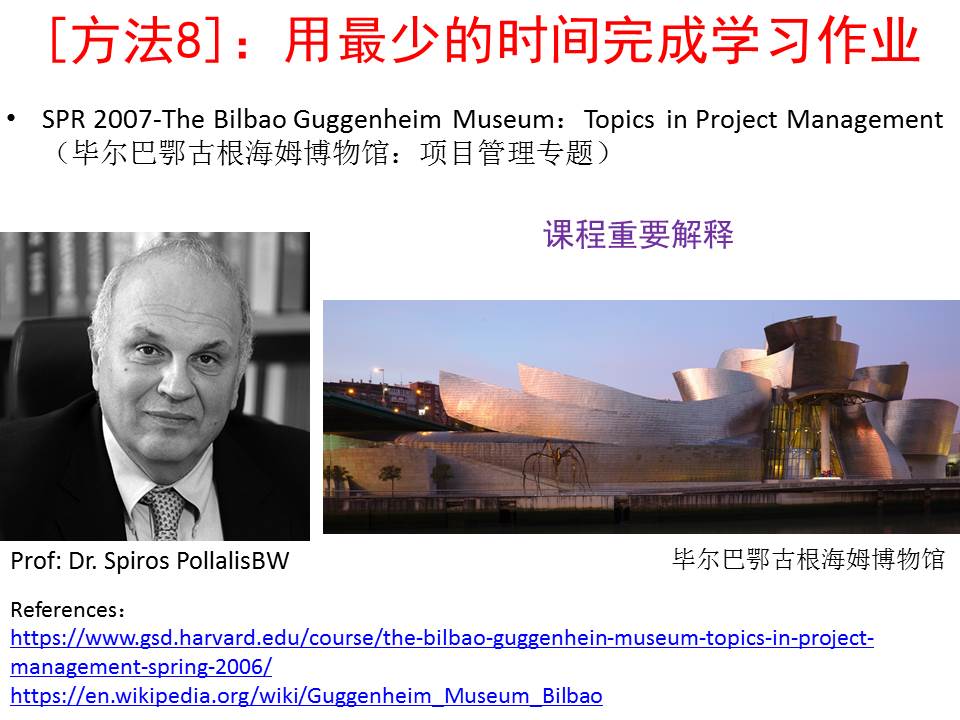 [方法8]：用最少的时间完成学习作业
• SPR 2007-The Bilbao Guggenheim Museum：Topics in Project Management
（毕尔巴鄂古根海姆博物馆：项目管理专题）
课程重要解释
Prof: Dr. Spiros PollalisBW
毕尔巴鄂古根海姆博物馆
References：
https://www.gsd.harvard.edu/course/the-bilbao-guggenhein-museum-topics-in-project-
management-spring-2006/
https://en.wikipedia.org/wiki/Guggenheim_Museum_Bilbao